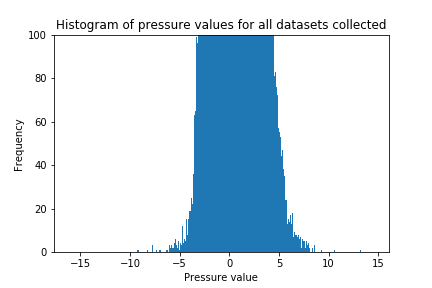 Histogram of pressure values for all datasets collected
100
80
60
40
20
0
−15 −10 −5 0 5 10 15
Frequency
Pressure value